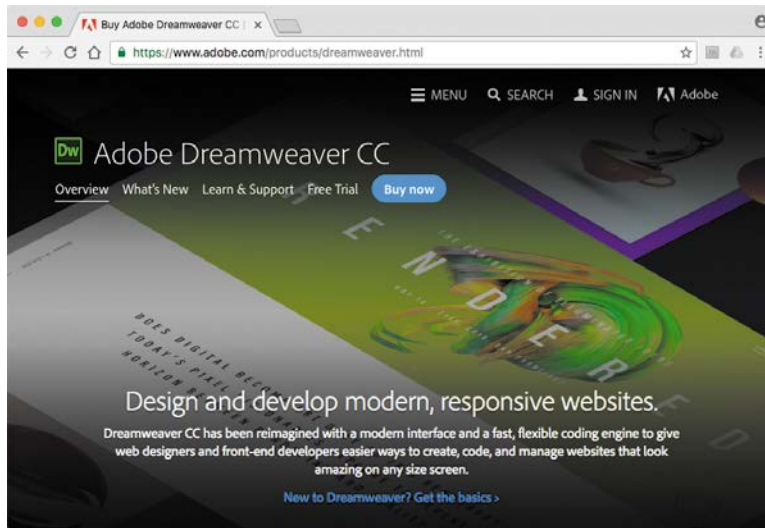 Buy Adobe Dreamweaver CC |
https://www.adobe.com/products/dreamweaver.html
MENU SEARCH SIGN IN Adobe
Dw Adobe Dreamweaver CC
Overview What's New Learn & Support Free Trial Buy now
RENDERED
DOES DIGITAL
TODAY'S PIXEL
HORIZON
Design and develop modern, responsive websites.
Dreamweaver CC has been reimagined with a modern interface and a fast, flexible coding engine to give
web designers and front-end developers easier ways to create, code, and manage websites that look
amazing on any size screen.
New to Dreamweaver? Get the basics ›